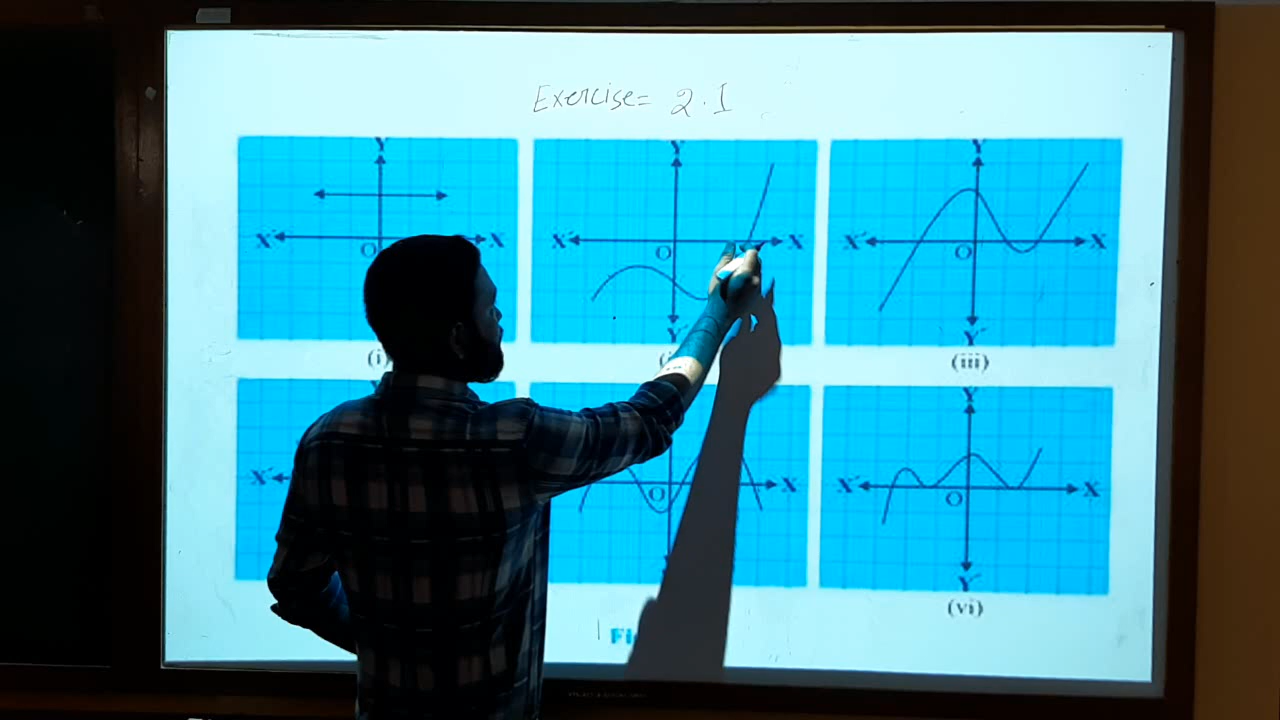 Exercise= 2.1
Y Y Y
X' X X' X X' X
O O O
Y' Y'
(i) (iii)
Y
X' X X' X
O O
Y'
(vi)